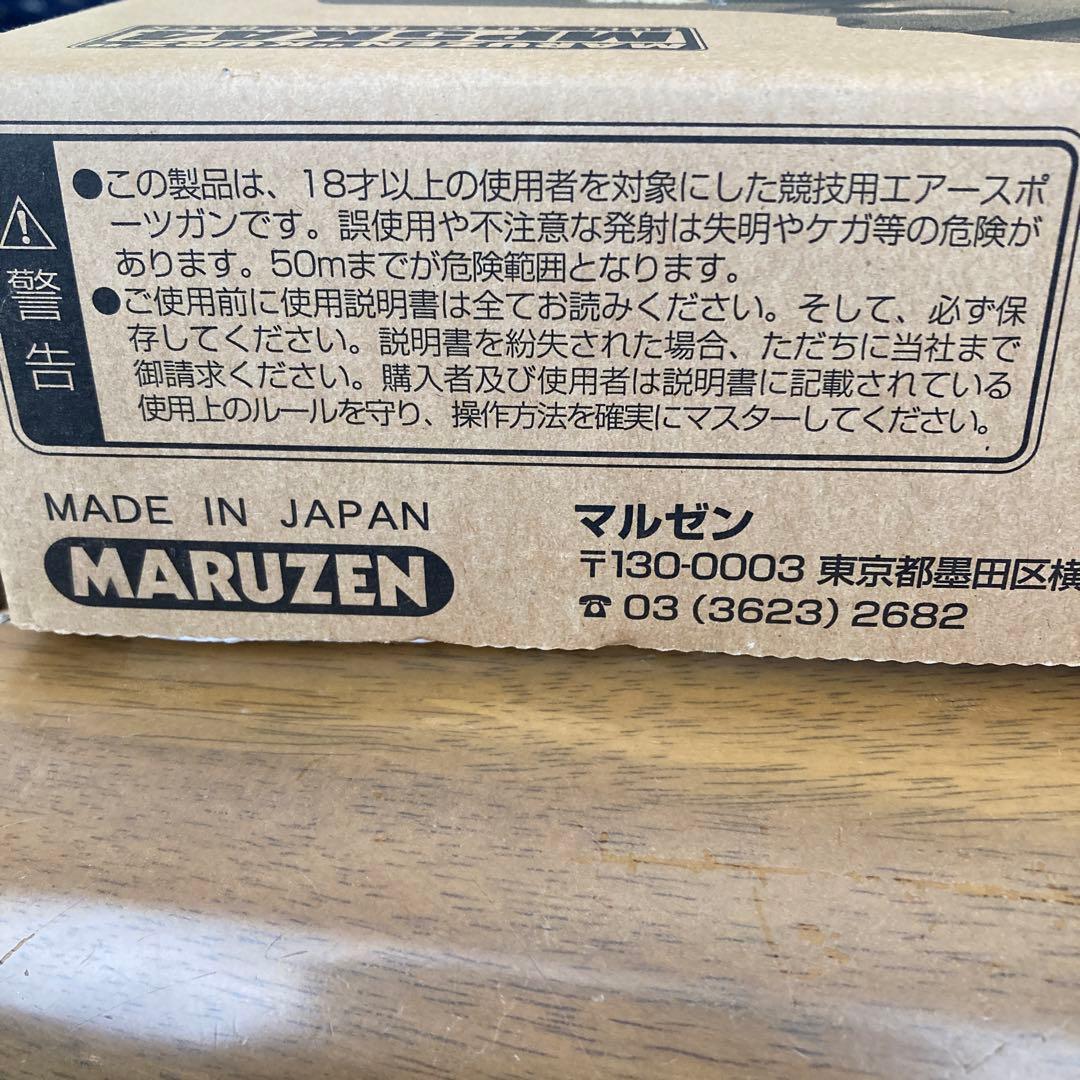 MARUZEN "KURZ"
●この製品は、18才以上の使用者を対象にした競技用エアースポ
ーツガンです。誤使用や不注意な発射は失明やケガ等の危険が
あります。50mまでが危険範囲となります。
警告
●ご使用前に使用説明書は全てお読みください。そして、必ず保
存してください。説明書を紛失された場合、ただちに当社まで
御請求ください。購入者及び使用者は説明書に記載されている
使用上のルールを守り、操作方法を確実にマスターしてください。
MADE IN JAPAN
MARUZEN
マルゼン
〒130-0003 東京都墨田区横
☎ 03 (3623) 2682